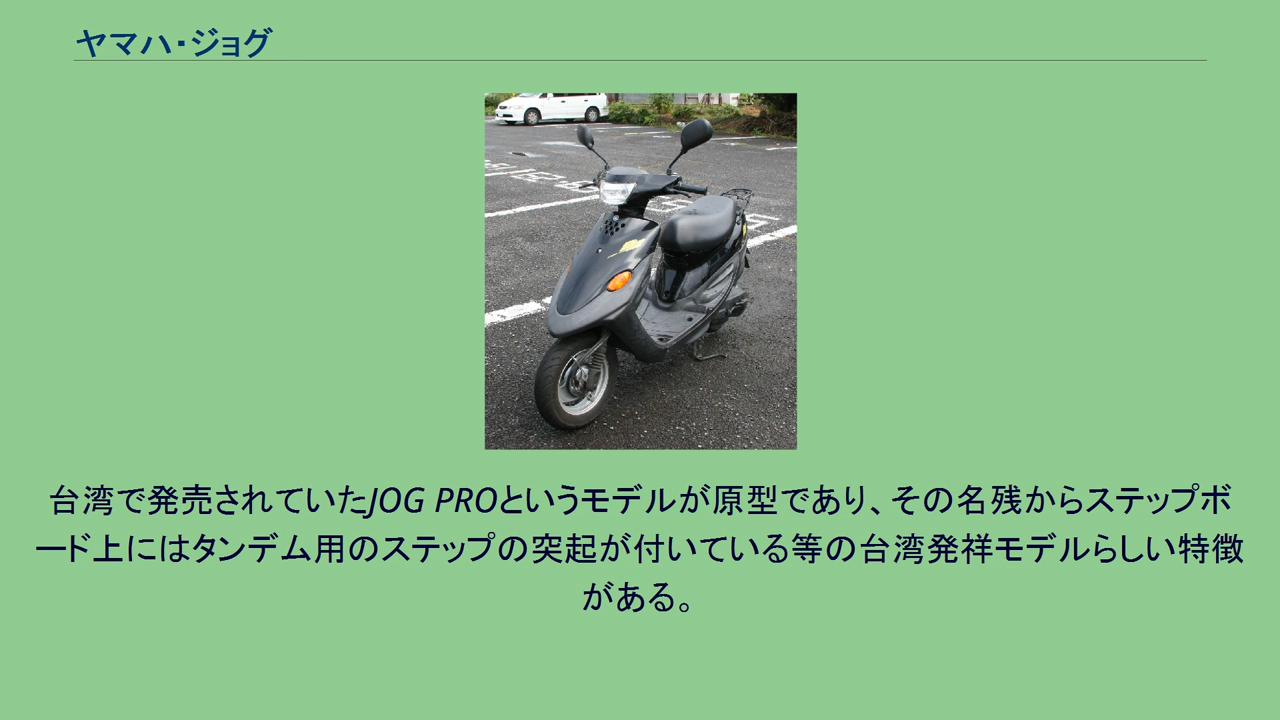 ヤマハ・ジョグ
台湾で発売されていたJOG PROというモデルが原型であり、その名残からステップボ
ード上にはタンデム用のステップの突起が付いている等の台湾発祥モデルらしい特徴
がある。